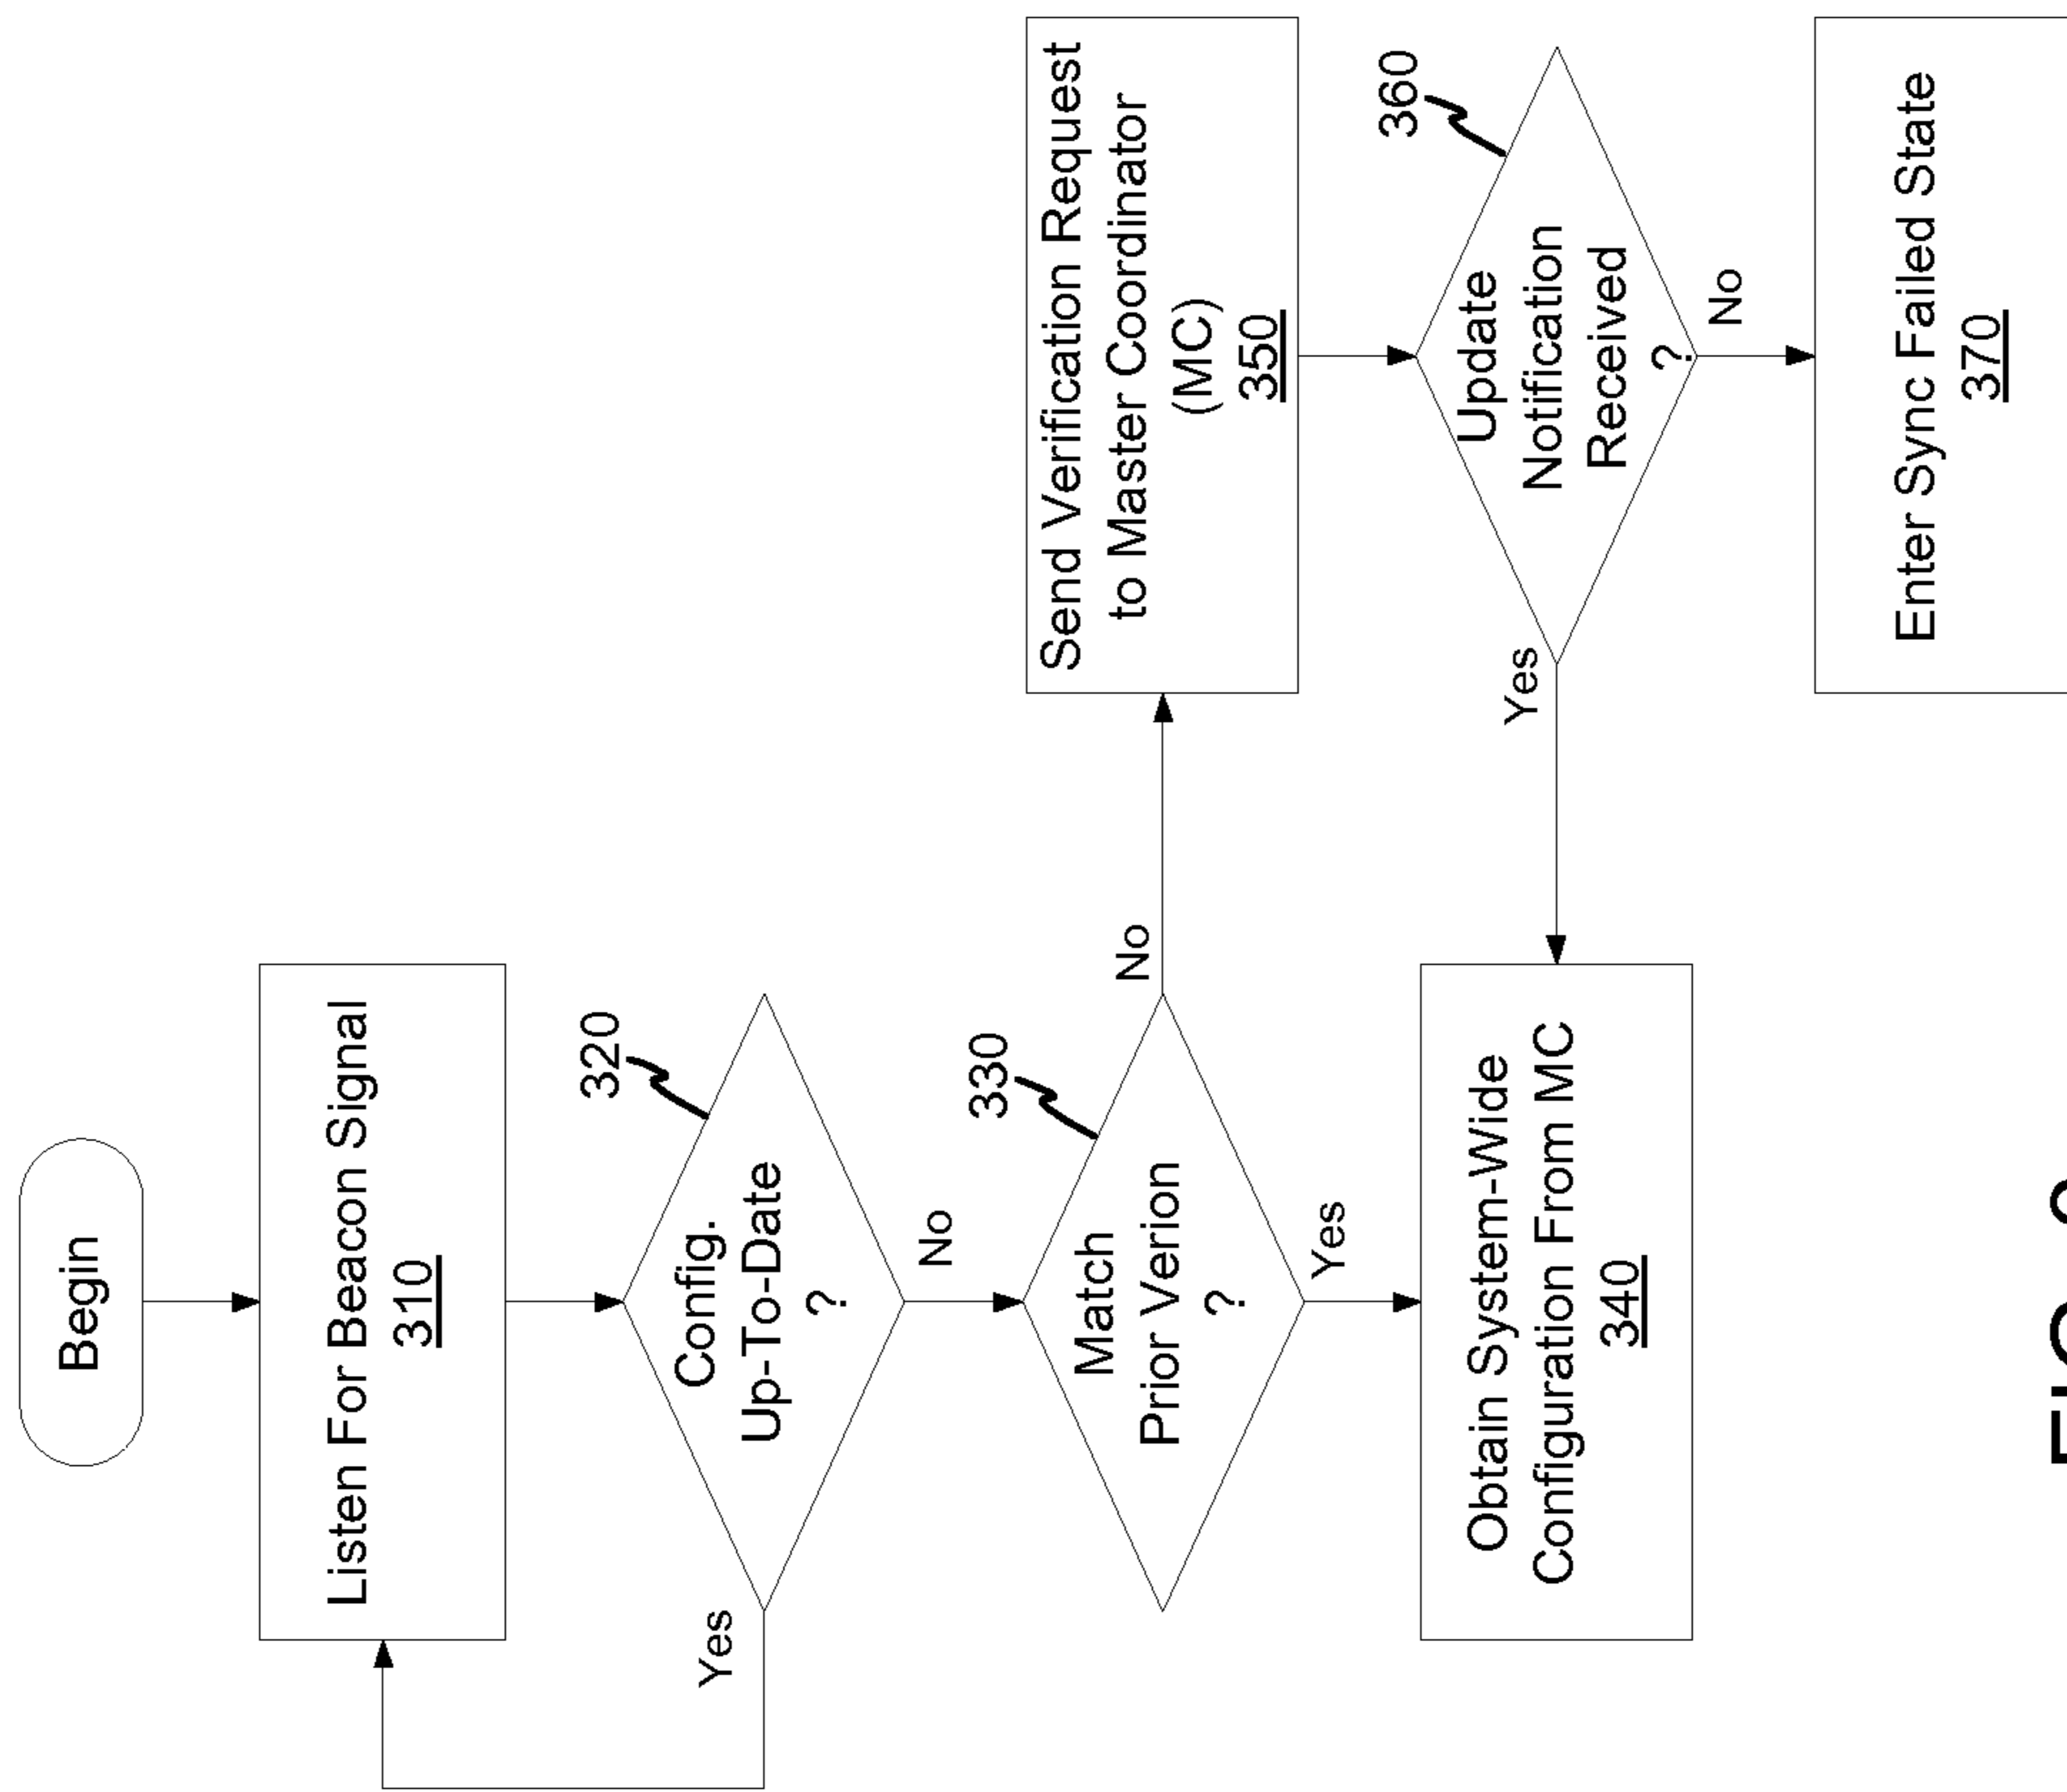 Begin
Listen For Beacon Signal
310
320
Config.
Up-To-Date
?
Yes
No
330
Match
Prior Verion
?
No
Yes
Obtain System-Wide
Configuration From MC
340
Send Verification Request
to Master Coordinator
(MC)
350
360
Update
Notification
Received
?
Yes
No
Enter Sync Failed State
370